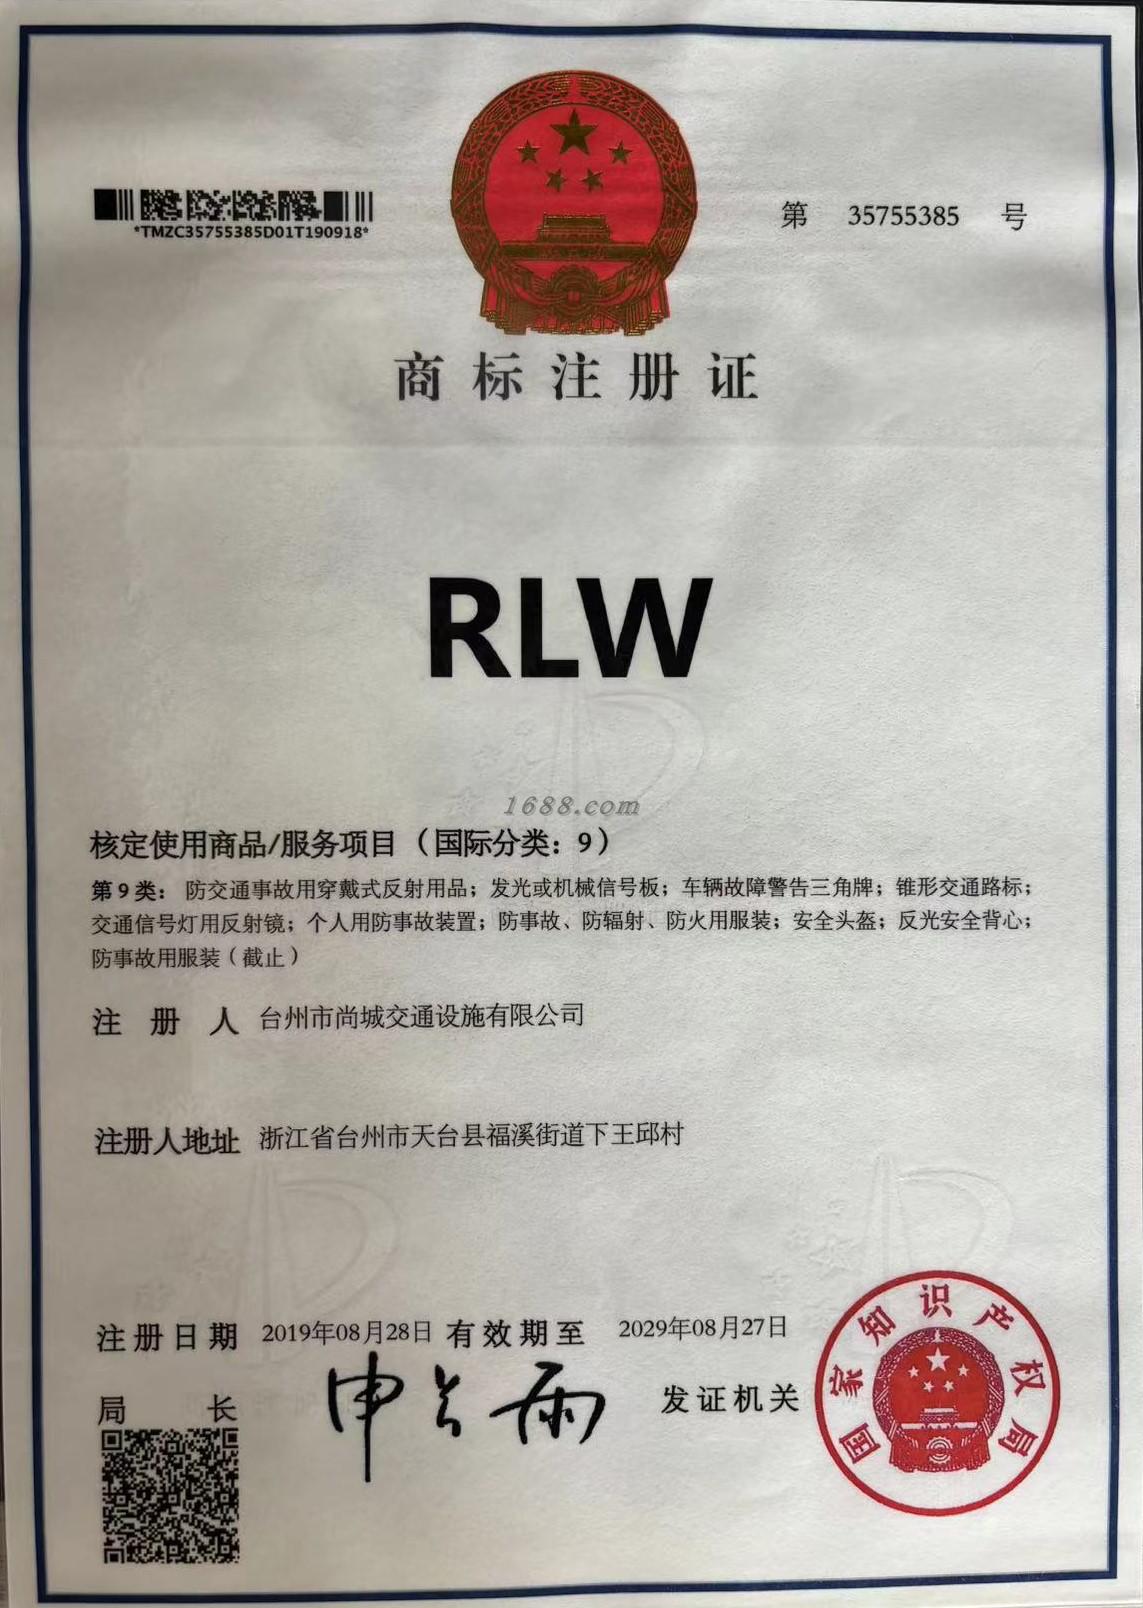 *TMZC35755385D01T190918*
第 35755385 号
商标注册证
RLW
1688.com
核定使用商品/服务项目（国际分类：9）
第9类：防交通事故用穿戴式反射用品；发光或机械信号板；车辆故障警告三角牌；锥形交通路标；
交通信号灯用反射镜；个人用防事故装置；防事故、防辐射、防火用服装；安全头盔；反光安全背心；
防事故用服装（截止）
注册人 台州市尚城交通设施有限公司
注册人地址 浙江省台州市天台县福溪街道下王邱村
注册日期 2019年08月28日 有效期至 2029年08月27日
局长 申长雨 发证机关
国家知识产权局